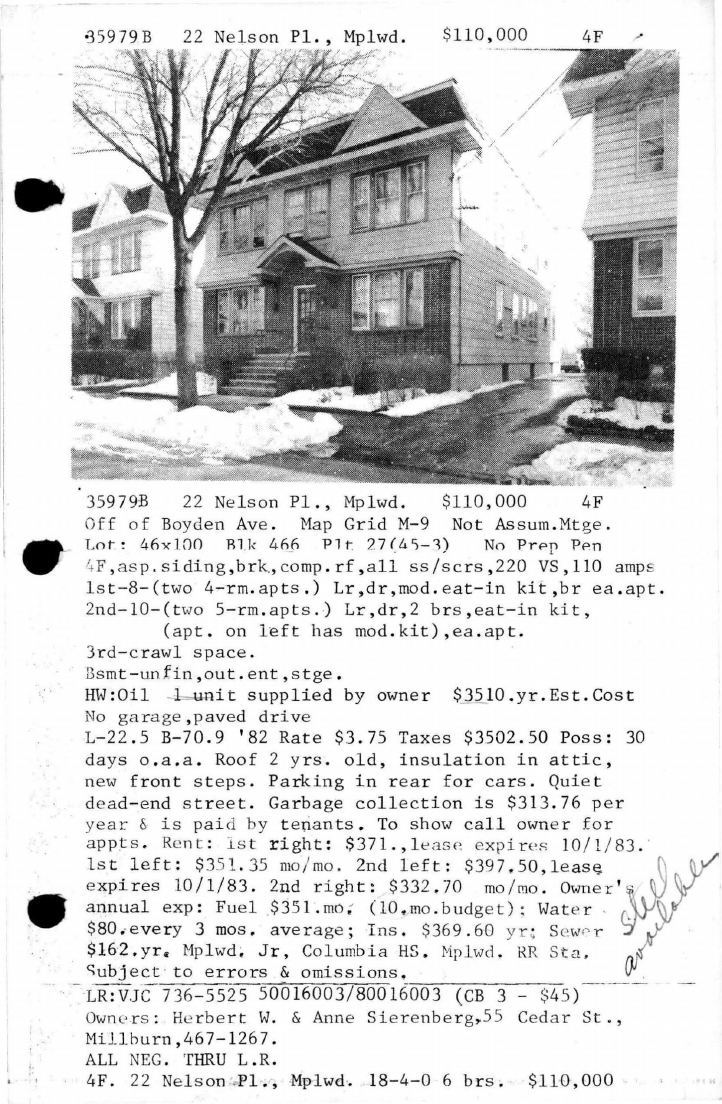 35979B 22 Nelson Pl., Mplwd. $110,000 4F
35979B 22 Nelson Pl., Mplwd. $110,000 4F
Off of Boyden Ave. Map Grid M-9 Not Assum.Mtge.
Lot: 46x100 Blk 466 Plt 27(45-3) No Prep Pen
4F,asp.siding,brk,comp.rf,all ss/scrs,220 VS,110 amps
1st-8-(two 4-rm.apts.) Lr,dr,mod.eat-in kit,br ea.apt.
2nd-10-(two 5-rm.apts.) Lr,dr,2 brs,eat-in kit,
(apt. on left has mod.kit),ea.apt.
3rd-crawl space.
Bsmt-unfin,out.ent,stge.
HW:Oil 1 unit supplied by owner $3510.yr.Est.Cost
No garage,paved drive
L-22.5 B-70.9 '82 Rate $3.75 Taxes $3502.50 Poss: 30
days o.a.a. Roof 2 yrs. old, insulation in attic,
new front steps. Parking in rear for cars. Quiet
dead-end street. Garbage collection is $313.76 per
year & is paid by tenants. To show call owner for
appts. Rent: 1st right: $371.,lease expires 10/1/83.
1st left: $351.35 mo/mo. 2nd left: $397.50,lease
expires 10/1/83. 2nd right: $332.70 mo/mo. Owner's
annual exp: Fuel $351.mo. (10.mo.budget); Water
$80.every 3 mos. average; Ins. $369.60 yr; Sewer
$162.yr. Mplwd. Jr, Columbia HS. Mplwd. RR Sta.
Subject to errors & omissions.
available
LR:VJC 736-5525 50016003/80016003 (CB 3 - $45)
Owners: Herbert W. & Anne Sierenberg,55 Cedar St.,
Millburn,467-1267.
ALL NEG. THRU L.R.
4F. 22 Nelson Pl., Mplwd. 18-4-0 6 brs. $110,000